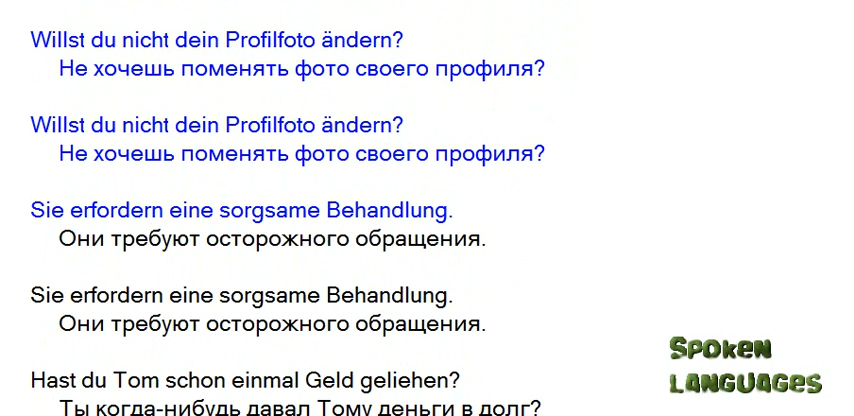 Willst du nicht dein Profilfoto ändern?
Не хочешь поменять фото своего профиля?
Willst du nicht dein Profilfoto ändern?
Не хочешь поменять фото своего профиля?
Sie erfordern eine sorgsame Behandlung.
Они требуют осторожного обращения.
Sie erfordern eine sorgsame Behandlung.
Они требуют осторожного обращения.
Hast du Tom schon einmal Geld geliehen?
Ты когда-нибудь давал Тому деньги в долг?
Spoken
Languages